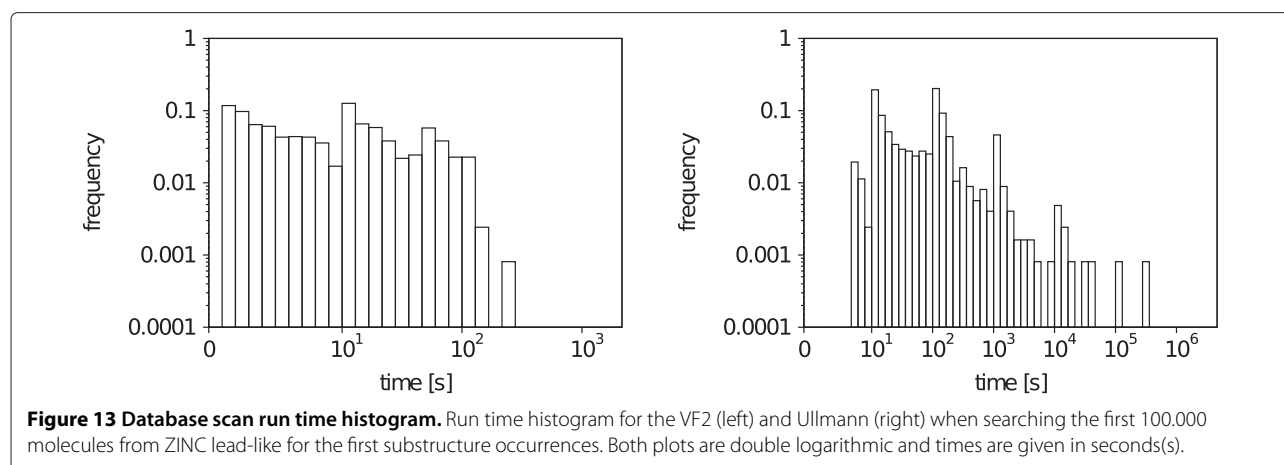 1
0.1
0.01
0.001
0.0001
frequency
0 10¹ 10² 10³
time [s]
1
0.1
0.01
0.001
0.0001
frequency
0 10¹ 10² 10³ 10⁴ 10⁵ 10⁶
time [s]
Figure 13 Database scan run time histogram. Run time histogram for the VF2 (left) and Ullmann (right) when searching the first 100.000
molecules from ZINC lead-like for the first substructure occurrences. Both plots are double logarithmic and times are given in seconds(s).